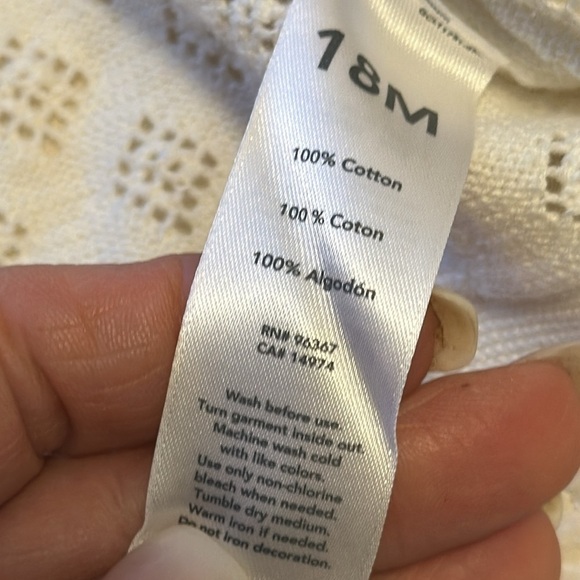 18M
100% Cotton
100% Coton
100% Algodón
RN# 96367
CA# 14974
Wash before use.
Turn garment inside out.
Machine wash cold
with like colors.
Use only non-chlorine
bleach when needed.
Tumble dry medium.
Warm iron if needed.
Do not iron decoration.